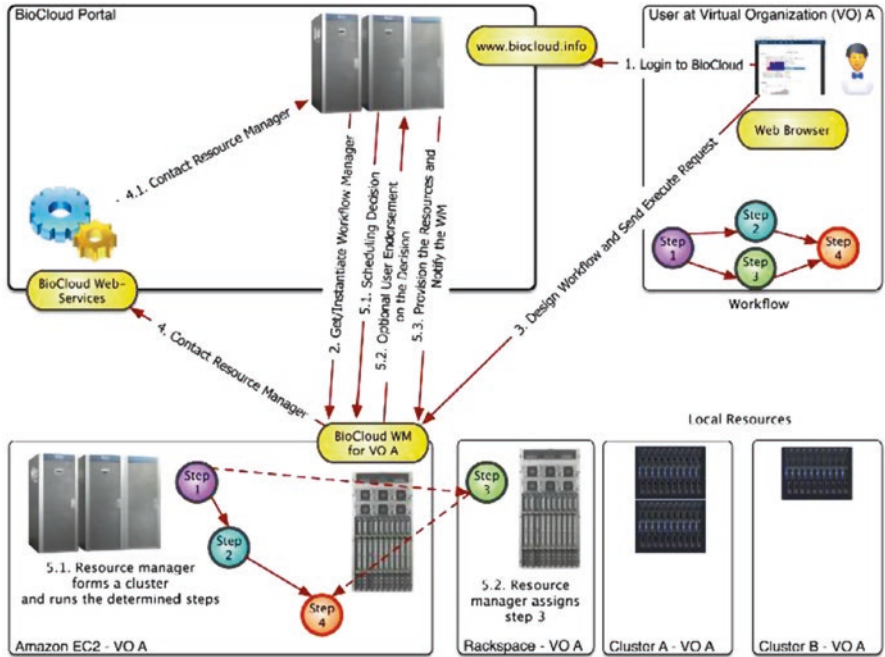 BioCloud Portal
www.biocloud.info
User at Virtual Organization (VO) A
1. Login to BioCloud
Web Browser
4.1. Contact Resource Manager
BioCloud Web-
Services
2. Get/Instantiate Workflow Manager
5.1. Scheduling Decision
5.2. Optional User Endorsement
on the Decision
5.3. Provision the Resources and
Notify the WM
3. Design Workflow and Send Execute Request
Step
1
Step
2
Step
3
Step
4
Workflow
4. Contact Resource Manager
BioCloud WM
for VO A
Local Resources
Step
1
Step
2
Step
4
5.1. Resource manager
forms a cluster
and runs the determined steps
Amazon EC2 - VO A
Step
3
5.2. Resource
manager assigns
step 3
Rackspace - VO A
Cluster A - VO A
Cluster B - VO A